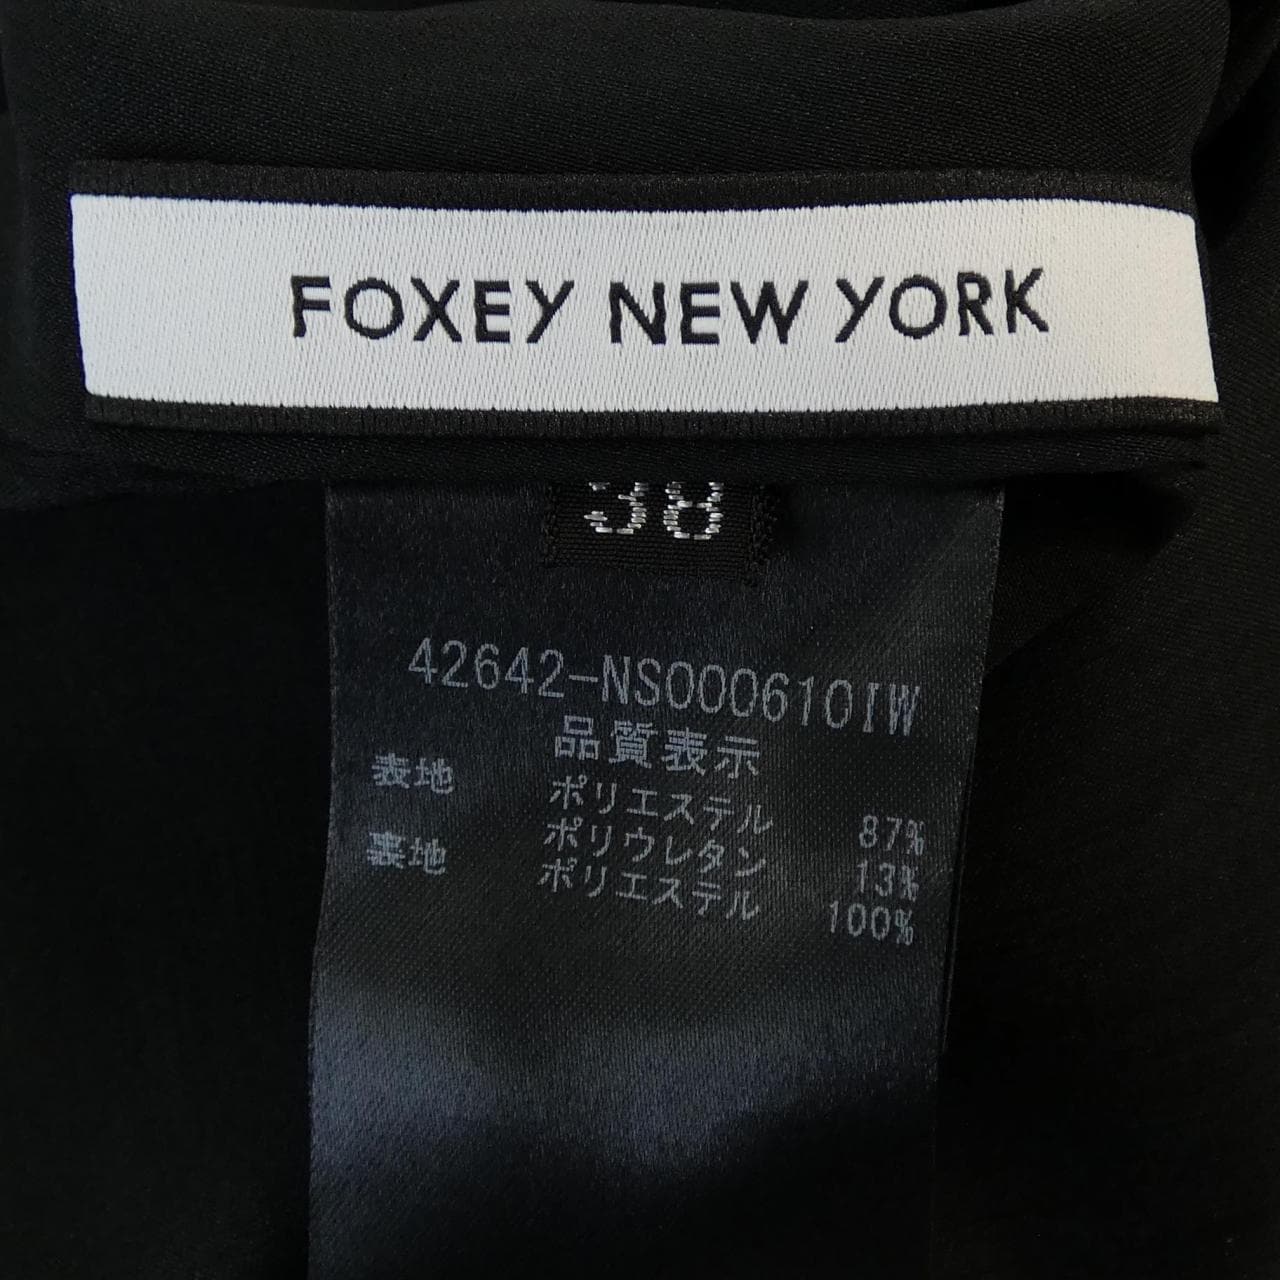 FOXEY NEW YORK
38
42642-NS000610IW
品質表示
表地 ポリエステル 87%
ポリウレタン 13%
裏地 ポリエステル 100%